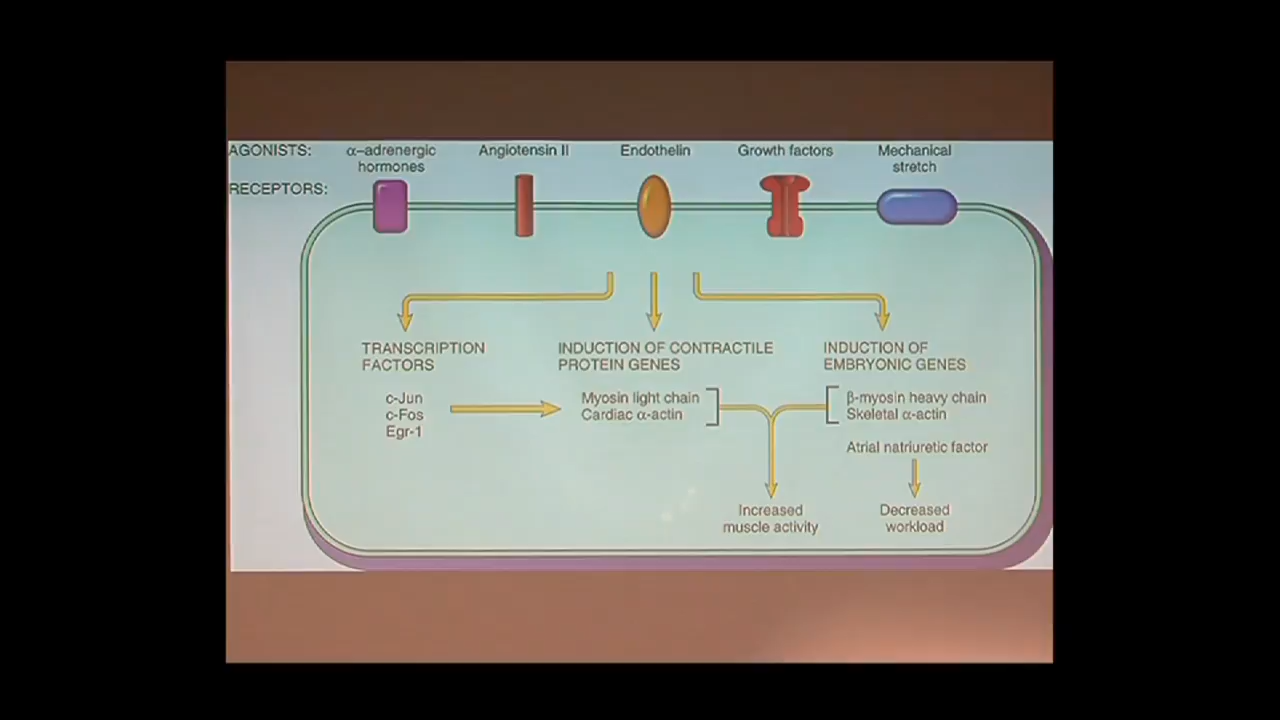 AGONISTS:
α–adrenergic
hormones
Angiotensin II
Endothelin
Growth factors
Mechanical
stretch
RECEPTORS:
TRANSCRIPTION
FACTORS
c-Jun
c-Fos
Egr-1
INDUCTION OF CONTRACTILE
PROTEIN GENES
Myosin light chain
Cardiac α-actin
INDUCTION OF
EMBRYONIC GENES
β-myosin heavy chain
Skeletal α-actin
Atrial natriuretic factor
Increased
muscle activity
Decreased
workload